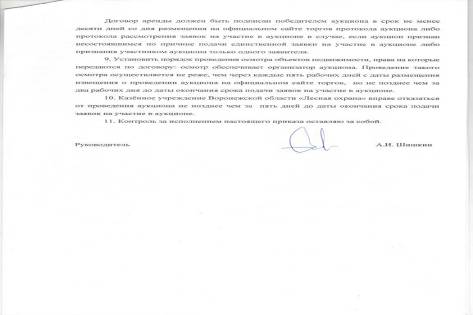 Договор аренды должен быть подписан победителем аукциона в срок не менее
десяти дней со дня размещения на официальном сайте торгов протокола аукциона либо
протокола рассмотрения заявок на участие в аукционе в случае, если аукцион признан
несостоявшимся по причине подачи единственной заявки на участие в аукционе либо
признания участником аукциона только одного заявителя.
9. Установить порядок проведения осмотра объектов недвижимости, права на которые
передаются по договору: осмотр обеспечивает организатор аукциона. Проведение такого
осмотра осуществляется не реже, чем через каждые пять рабочих дней с даты размещения
извещения о проведении аукциона на официальном сайте торгов, но не позднее чем за
два рабочих дня до даты окончания срока подачи заявок на участие в аукционе.
10. Казённое учреждение Воронежской области «Лесная охрана» вправе отказаться
от проведения аукциона не позднее чем за пять дней до даты окончания срока подачи
заявок на участие в аукционе.
11. Контроль за исполнением настоящего приказа оставляю за собой.
Руководитель А.И. Шишкин